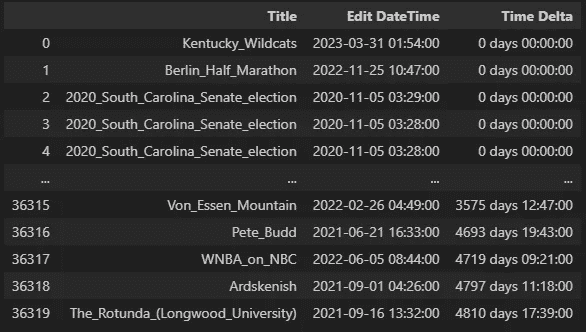 Title Edit DateTime Time Delta
0 Kentucky_Wildcats 2023-03-31 01:54:00 0 days 00:00:00
1 Berlin_Half_Marathon 2022-11-25 10:47:00 0 days 00:00:00
2 2020_South_Carolina_Senate_election 2020-11-05 03:29:00 0 days 00:00:00
3 2020_South_Carolina_Senate_election 2020-11-05 03:28:00 0 days 00:00:00
4 2020_South_Carolina_Senate_election 2020-11-05 03:28:00 0 days 00:00:00
... ... ... ...
36315 Von_Essen_Mountain 2022-02-26 04:49:00 3575 days 12:47:00
36316 Pete_Budd 2021-06-21 16:33:00 4693 days 19:43:00
36317 WNBA_on_NBC 2022-06-05 08:44:00 4719 days 09:21:00
36318 Ardskenish 2021-09-01 04:26:00 4797 days 11:18:00
36319 The_Rotunda_(Longwood_University) 2021-09-16 13:32:00 4810 days 17:39:00